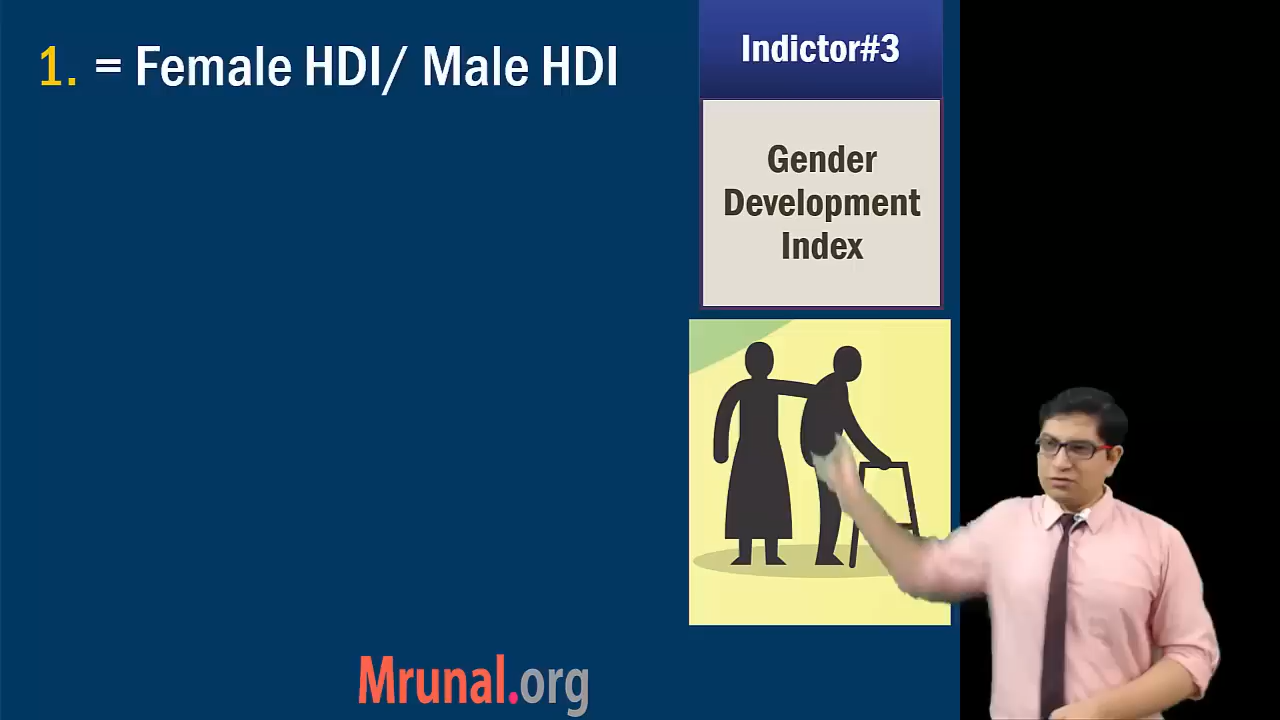 1. = Female HDI/ Male HDI
Indictor#3
Gender
Development
Index
Mrunal.org